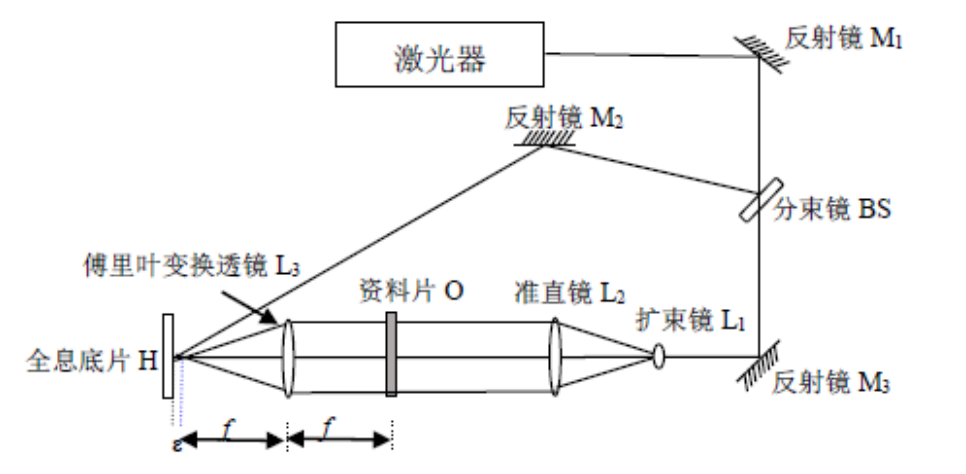 反射镜 M₁
激光器
反射镜 M₂
分束镜 BS
傅里叶变换透镜 L₃
资料片 O
准直镜 L₂
扩束镜 L₁
全息底片 H
反射镜 M₃
ε
f
f